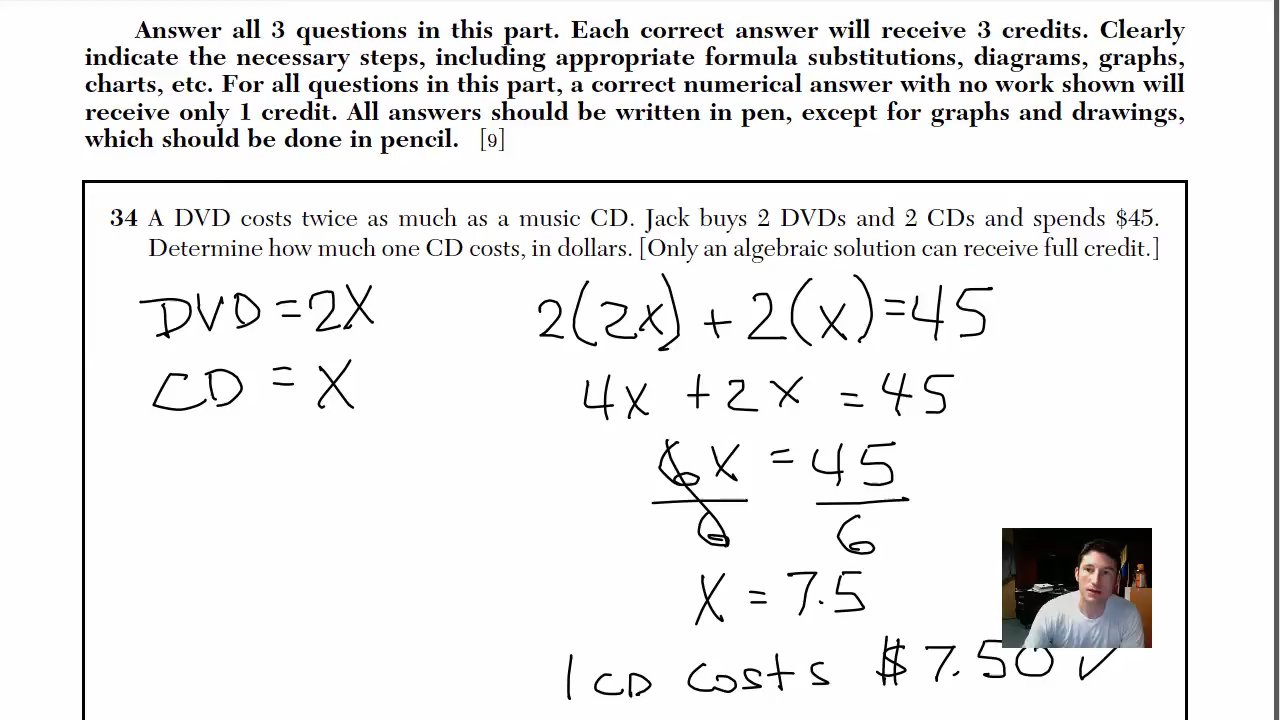 Answer all 3 questions in this part. Each correct answer will receive 3 credits. Clearly
indicate the necessary steps, including appropriate formula substitutions, diagrams, graphs,
charts, etc. For all questions in this part, a correct numerical answer with no work shown will
receive only 1 credit. All answers should be written in pen, except for graphs and drawings,
which should be done in pencil. [9]
34 A DVD costs twice as much as a music CD. Jack buys 2 DVDs and 2 CDs and spends $45.
Determine how much one CD costs, in dollars. [Only an algebraic solution can receive full credit.]
DVD = 2X
CD = X
2(2x) + 2(x) = 45
4x + 2x = 45
6x = 45
6 6
X = 7.5
1 CD costs $7.50 ✓